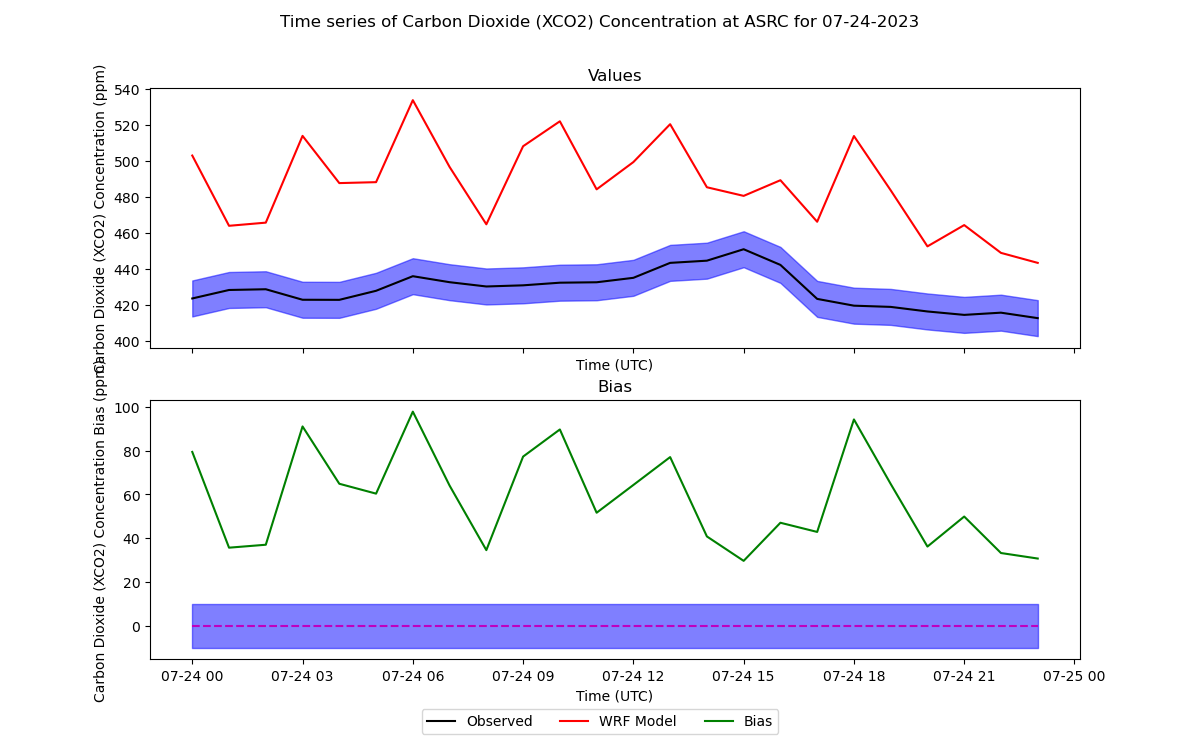 Time series of Carbon Dioxide (XCO2) Concentration at ASRC for 07-24-2023
Values
Carbon Dioxide (XCO2) Concentration (ppm)
540
520
500
480
460
440
420
400
Time (UTC)
Bias
Carbon Dioxide (XCO2) Concentration Bias (ppm)
100
80
60
40
20
0
07-24 00 07-24 03 07-24 06 07-24 09 07-24 12 07-24 15 07-24 18 07-24 21 07-25 00
Time (UTC)
Observed WRF Model Bias